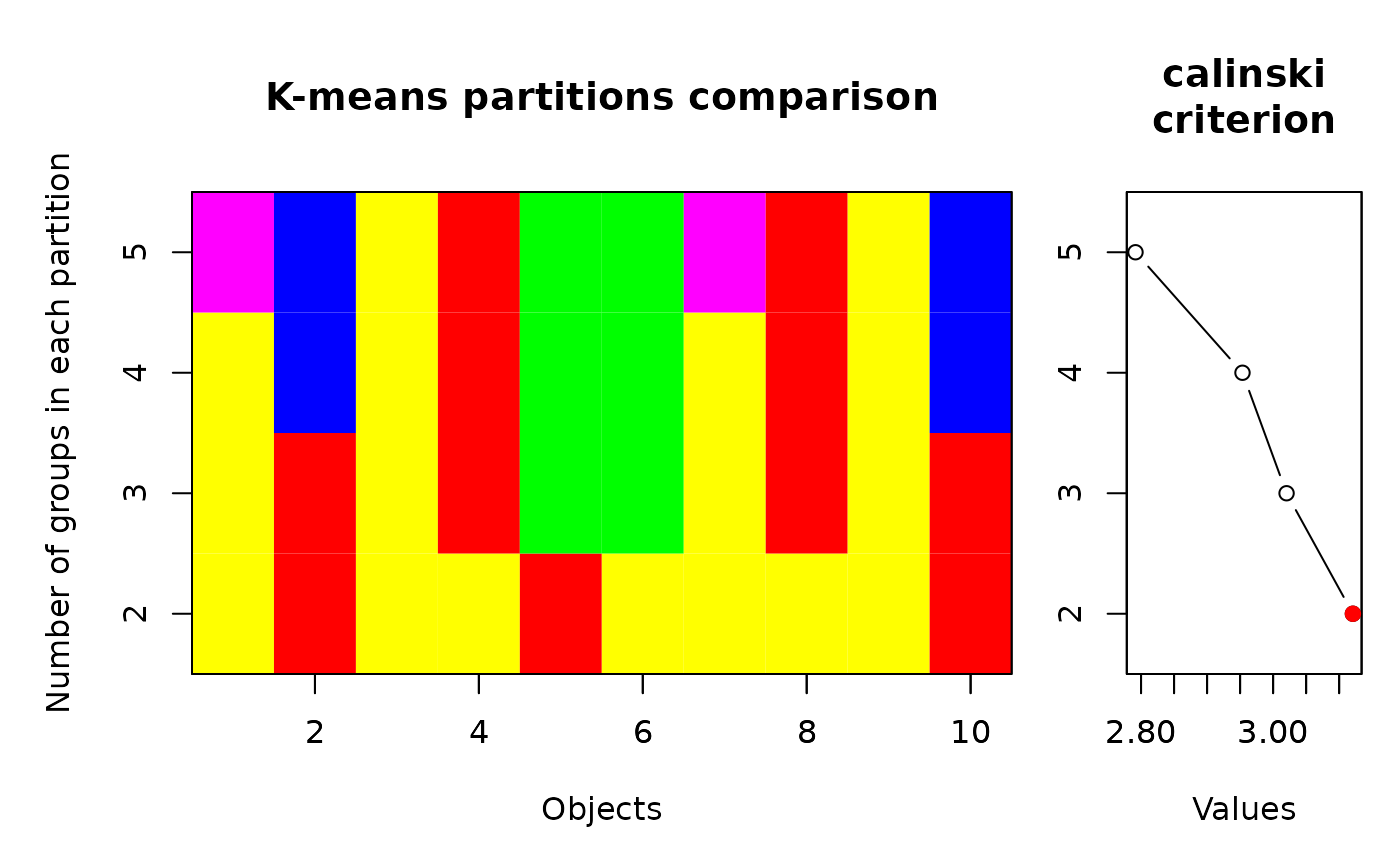 K-means partitions comparison
Number of groups in each partition
5
4
3
2
2
4
6
8
10
Objects
calinski
criterion
5
4
3
2
2.80
3.00
Values